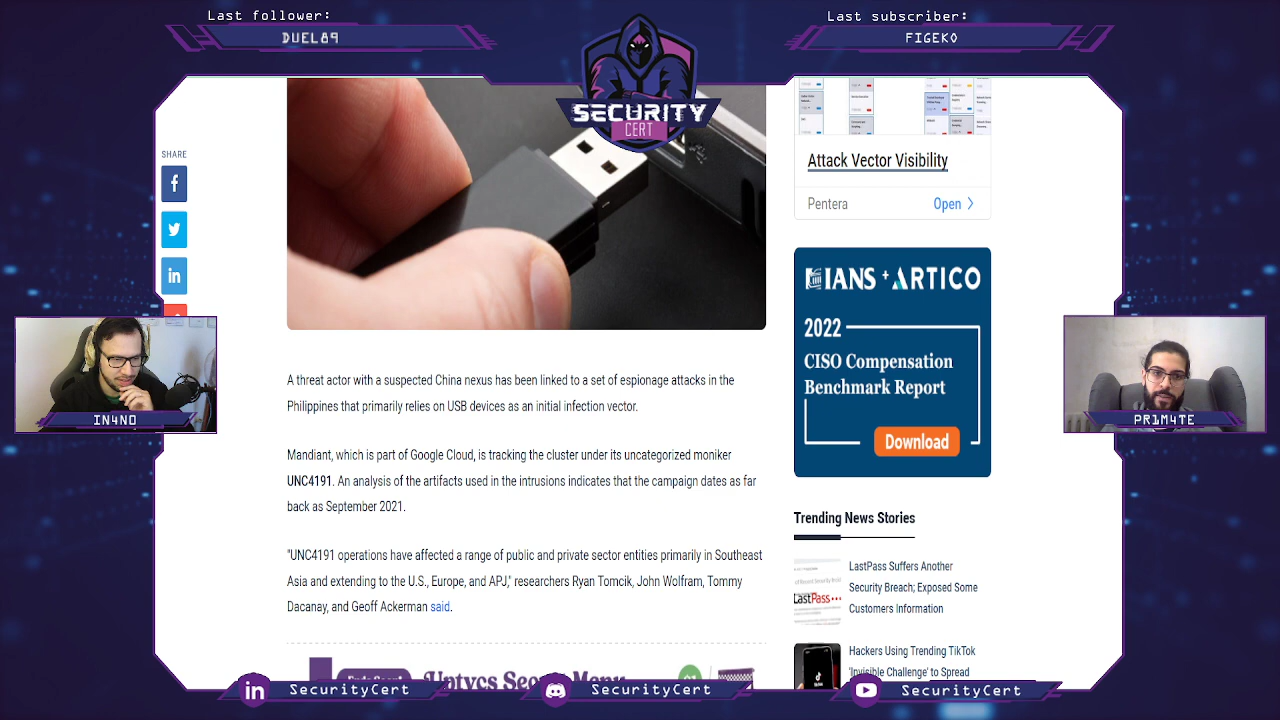 Last follower:
DUEL89
SECURITY
CERT
Last subscriber:
FIGEKO
SHARE
Attack Vector Visibility
Pentera
Open
IANS + ARTICO
2022
CISO Compensation
Benchmark Report
Download
IN4N0
PR1M4TE
A threat actor with a suspected China nexus has been linked to a set of espionage attacks in the
Philippines that primarily relies on USB devices as an initial infection vector.
Mandiant, which is part of Google Cloud, is tracking the cluster under its uncategorized moniker
UNC4191. An analysis of the artifacts used in the intrusions indicates that the campaign dates as far
back as September 2021.
"UNC4191 operations have affected a range of public and private sector entities primarily in Southeast
Asia and extending to the U.S., Europe, and APJ," researchers Ryan Tomcik, John Wolfram, Tommy
Dacanay, and Geoff Ackerman said.
Trending News Stories
LastPass Suffers Another
Security Breach; Exposed Some
Customers Information
LastPass
Hackers Using Trending TikTok
'Invisible Challenge' to Spread
SecurityCert
SecurityCert
SecurityCert